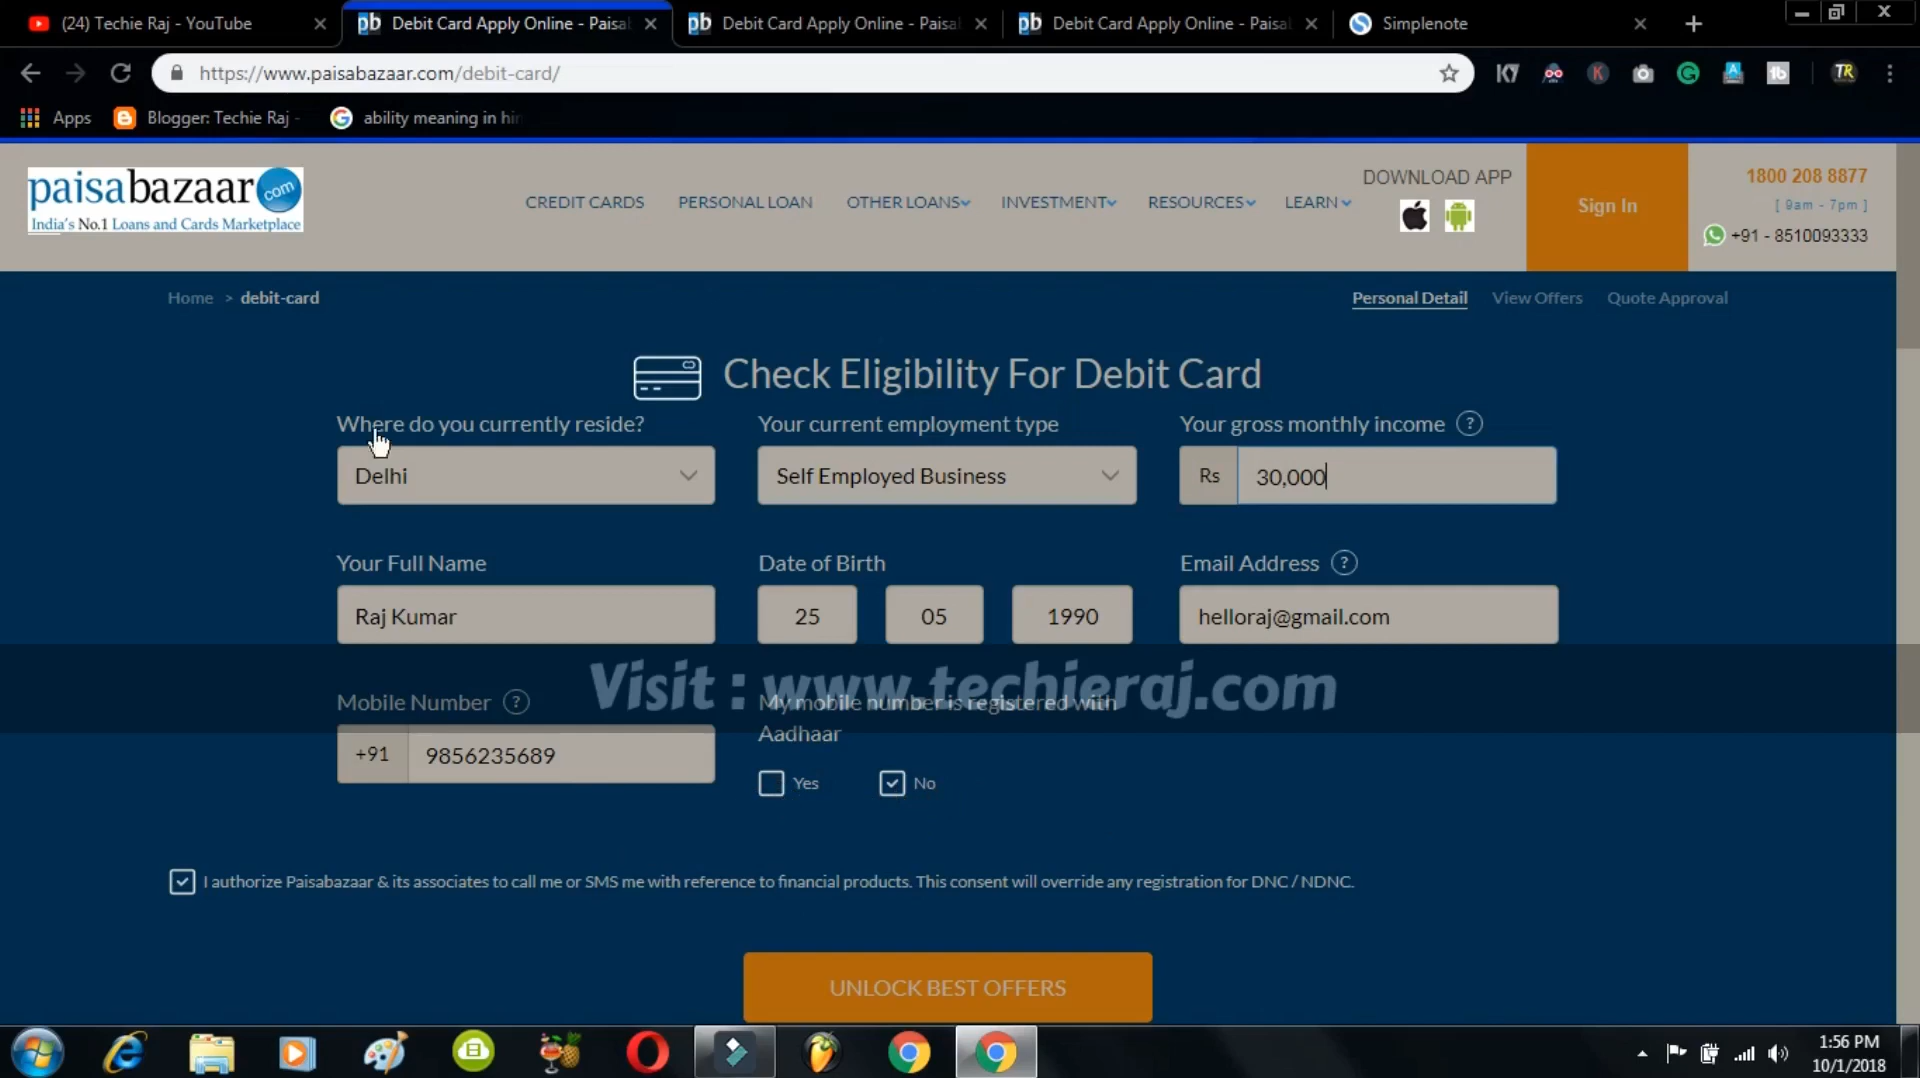 (24) Techie Raj - YouTube
Debit Card Apply Online - Paisa
Debit Card Apply Online - Paisal
Debit Card Apply Online - Paisal
Simplenote
https://www.paisabazaar.com/debit-card/
Apps
Blogger: Techie Raj -
ability meaning in hin
paisabazaar com
India's No.1 Loans and Cards Marketplace
CREDIT CARDS
PERSONAL LOAN
OTHER LOANS
INVESTMENT
RESOURCES
LEARN
DOWNLOAD APP
Sign In
1800 208 8877
[ 9am - 7pm ]
+91 - 8510093333
Home > debit-card
Personal Detail
View Offers
Quote Approval
Check Eligibility For Debit Card
Where do you currently reside?
Your current employment type
Your gross monthly income ?
Delhi
Self Employed Business
Rs 30,000
Your Full Name
Date of Birth
Email Address ?
Raj Kumar
25
05
1990
helloraj@gmail.com
Visit : www.techieraj.com
Mobile Number ?
My mobile number is registered with
Aadhaar
+91 9856235689
Yes
No
I authorize Paisabazaar & its associates to call me or SMS me with reference to financial products. This consent will override any registration for DNC / NDNC.
UNLOCK BEST OFFERS
1:56 PM
10/1/2018